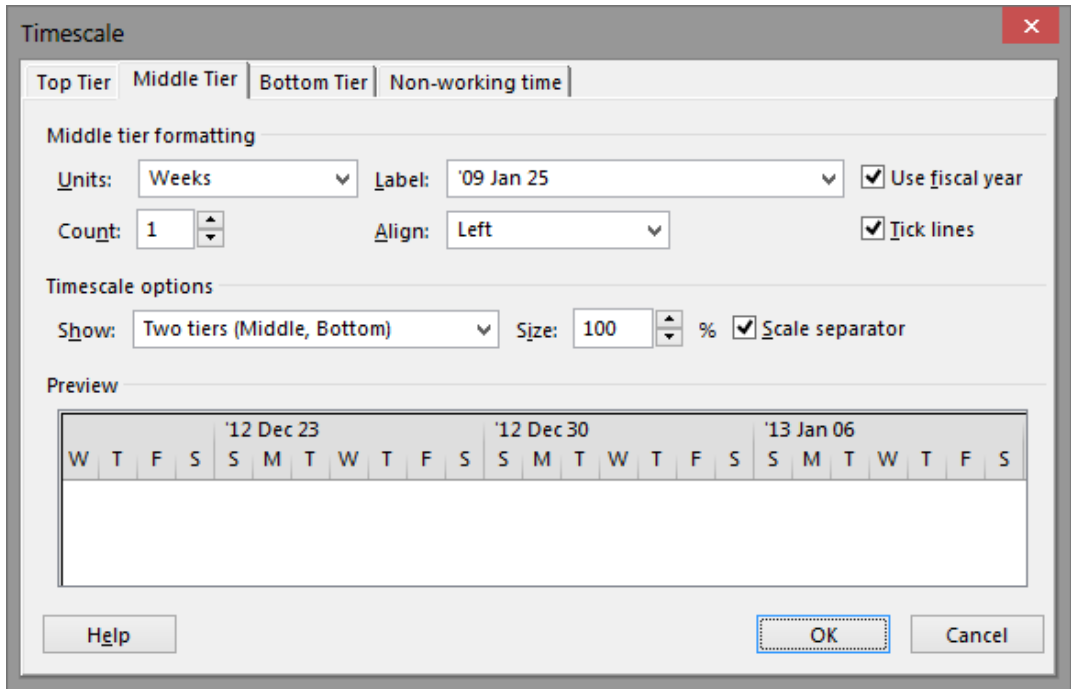 Timescale
Top Tier Middle Tier Bottom Tier Non-working time
Middle tier formatting
Units: Weeks Label: '09 Jan 25 Use fiscal year
Count: 1 Align: Left Tick lines
Timescale options
Show: Two tiers (Middle, Bottom) Size: 100 % Scale separator
Preview
'12 Dec 23 '12 Dec 30 '13 Jan 06
W T F S S M T W T F S S M T W T F S S M T W T F S
Help OK Cancel